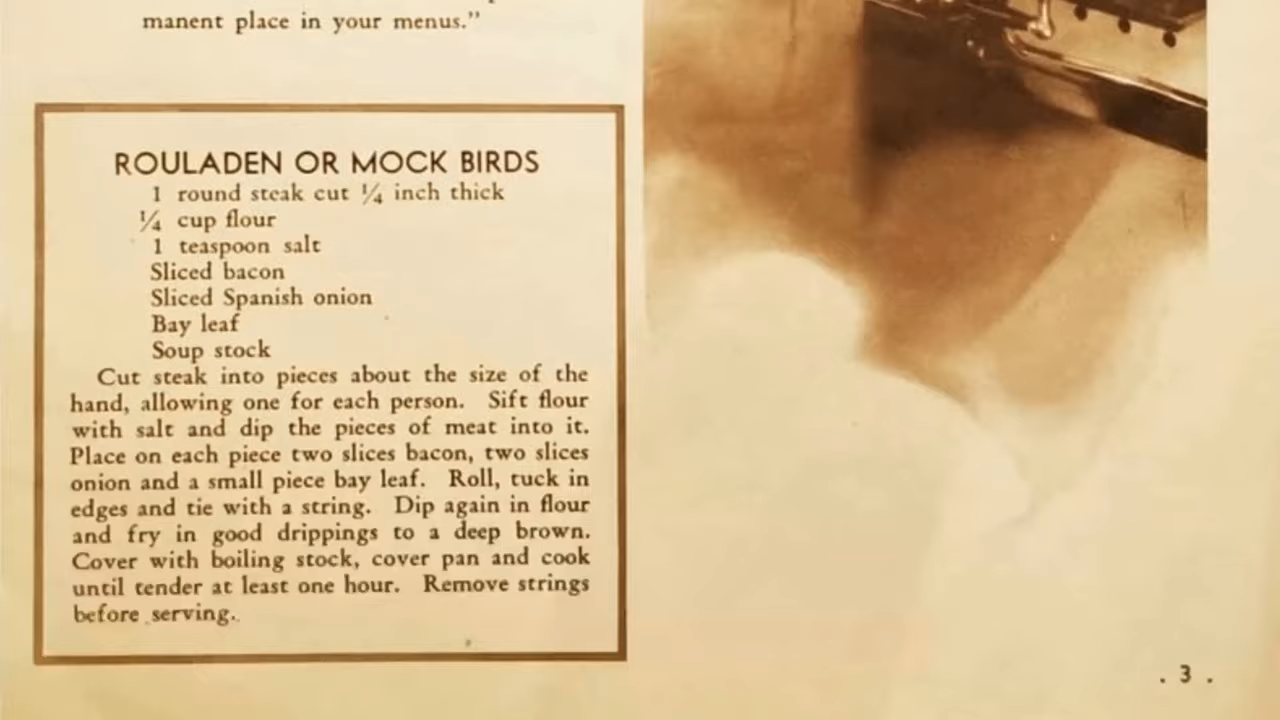 manent place in your menus."
ROULADEN OR MOCK BIRDS
1 round steak cut ¼ inch thick
¼ cup flour
1 teaspoon salt
Sliced bacon
Sliced Spanish onion
Bay leaf
Soup stock
Cut steak into pieces about the size of the
hand, allowing one for each person. Sift flour
with salt and dip the pieces of meat into it.
Place on each piece two slices bacon, two slices
onion and a small piece bay leaf. Roll, tuck in
edges and tie with a string. Dip again in flour
and fry in good drippings to a deep brown.
Cover with boiling stock, cover pan and cook
until tender at least one hour. Remove strings
before serving.
. 3 .